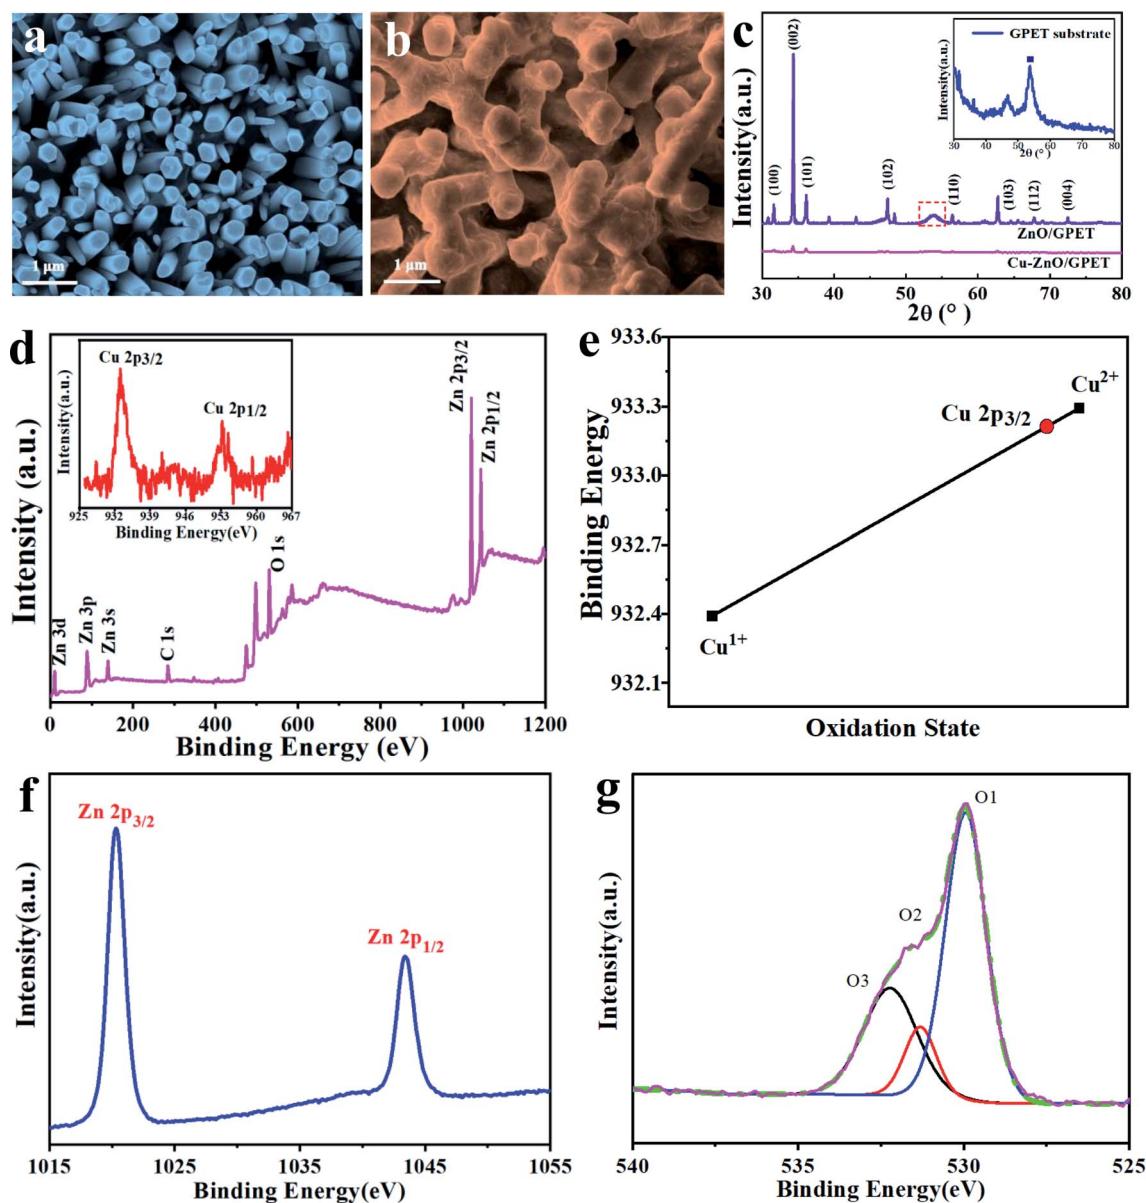 a
1 µm
b
1 µm
c
Intensity(a.u.)
(100)
(002)
(101)
(102)
(110)
(103)
(112)
(004)
ZnO/GPET
Cu-ZnO/GPET
30 40 50 60 70 80
2θ (° )
GPET substrate
Intensity(a.u.)
30 40 50 60 70 80
2θ (° )
d
Intensity (a.u.)
Cu 2p3/2
Cu 2p1/2
Intensity(a.u.)
925 932 939 946 953 960 967
Binding Energy(eV)
Zn 3d
Zn 3p
Zn 3s
C 1s
O 1s
Zn 2p3/2
Zn 2p1/2
0 200 400 600 800 1000 1200
Binding Energy (eV)
e
Binding Energy
933.6
933.3
933.0
932.7
932.4
932.1
Cu²⁺
Cu 2p₃/₂
Cu¹⁺
Oxidation State
f
Intensity(a.u.)
Zn 2p₃/₂
Zn 2p₁/₂
1015 1025 1035 1045 1055
Binding Energy(eV)
g
Intensity(a.u.)
O1
O2
O3
540 535 530 525
Binding Energy(eV)